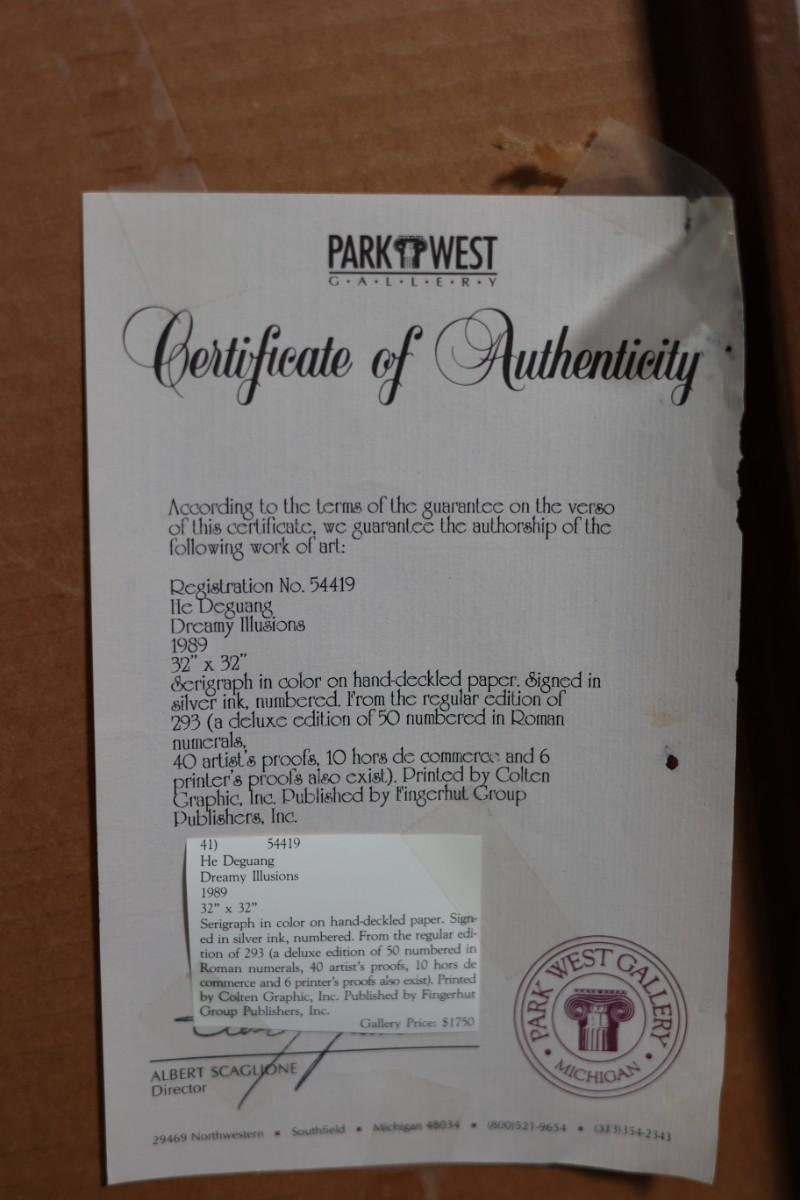 PARK WEST
G·A·L·L·E·R·Y
Certificate of Authenticity
According to the terms of the guarantee on the verso
of this certificate, we guarantee the authorship of the
following work of art:
Registration No. 54419
He Deguang
Dreamy Illusions
1989
32" x 32"
Serigraph in color on hand-deckled paper. Signed in
silver ink, numbered. From the regular edition of
293 (a deluxe edition of 50 numbered in Roman
numerals,
40 artist's proofs, 10 hors de commerce and 6
printer's proofs also exist). Printed by Colten
Graphic, Inc. Published by Fingerhut Group
Publishers, Inc.
41) 54419
He Deguang
Dreamy Illusions
1989
32" x 32"
Serigraph in color on hand-deckled paper. Sign-
ed in silver ink, numbered. From the regular edi-
tion of 293 (a deluxe edition of 50 numbered in
Roman numerals, 40 artist's proofs, 10 hors de
commerce and 6 printer's proofs also exist). Printed
by Colten Graphic, Inc. Published by Fingerhut
Group Publishers, Inc.
Gallery Price: $1750
ALBERT SCAGLIONE
Director
PARK WEST GALLERY
• MICHIGAN •
29469 Northwestern • Southfield • Michigan 48034 • (800)521-9654 • (313)354-2343